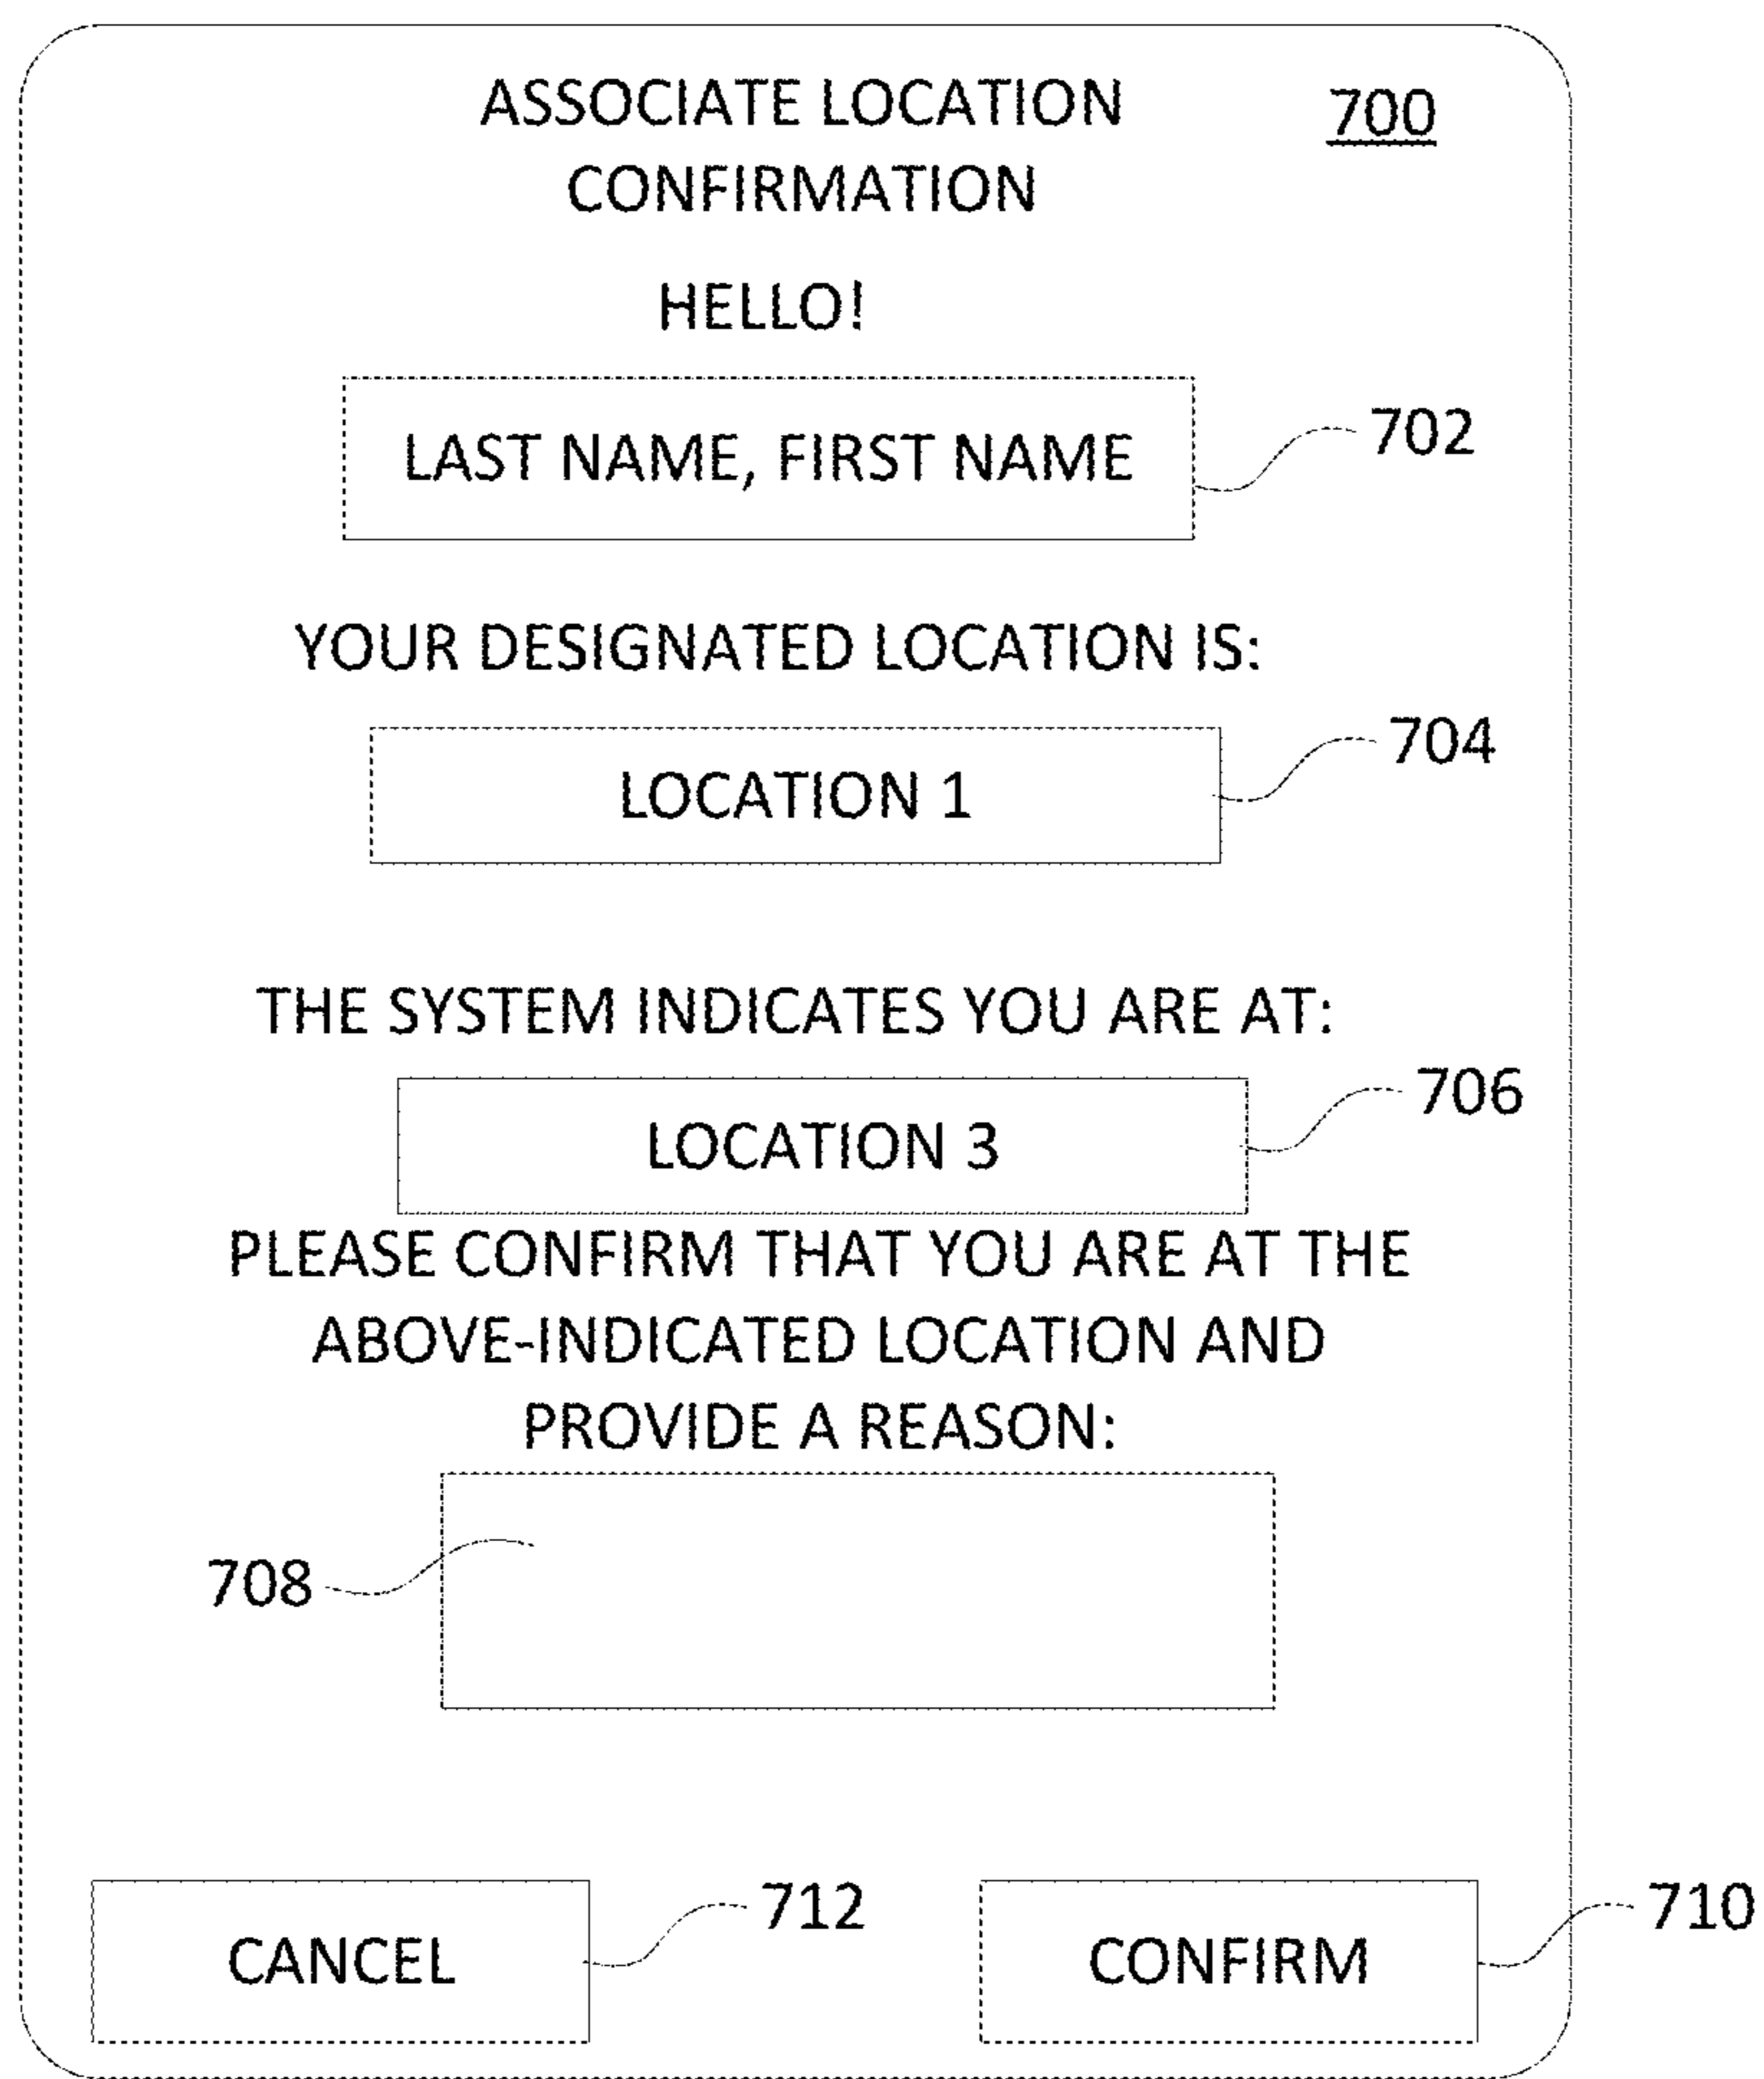 ASSOCIATE LOCATION
700
CONFIRMATION
HELLO!
LAST NAME, FIRST NAME
702
YOUR DESIGNATED LOCATION IS:
704
LOCATION 1
THE SYSTEM INDICATES YOU ARE AT:
706
LOCATION 3
PLEASE CONFIRM THAT YOU ARE AT THE
ABOVE-INDICATED LOCATION AND
PROVIDE A REASON:
708
CANCEL
712
CONFIRM
710